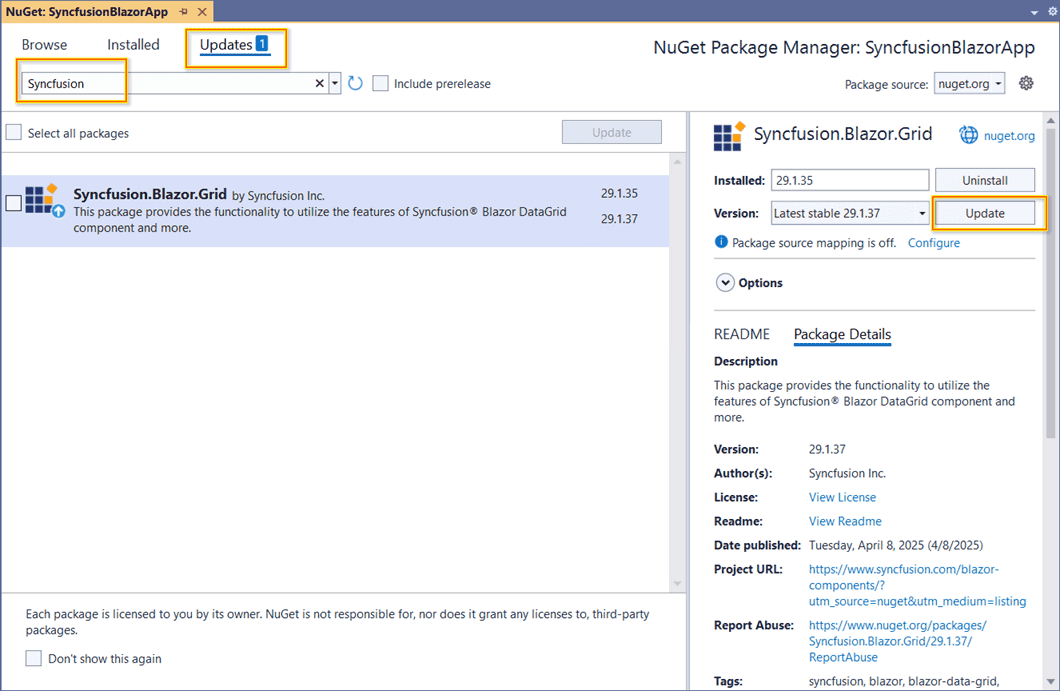 NuGet: SyncfusionBlazorApp
Browse Installed Updates 1
NuGet Package Manager: SyncfusionBlazorApp
Syncfusion
Include prerelease
Package source: nuget.org
Select all packages
Update
Syncfusion.Blazor.Grid by Syncfusion Inc.
29.1.35
This package provides the functionality to utilize the features of Syncfusion® Blazor DataGrid
component and more.
29.1.37
Each package is licensed to you by its owner. NuGet is not responsible for, nor does it grant any licenses to, third-party
packages.
Don't show this again
Syncfusion.Blazor.Grid
nuget.org
Installed: 29.1.35 Uninstall
Version: Latest stable 29.1.37 Update
Package source mapping is off. Configure
Options
README Package Details
Description
This package provides the functionality to utilize the
features of Syncfusion® Blazor DataGrid component and
more.
Version: 29.1.37
Author(s): Syncfusion Inc.
License: View License
Readme: View Readme
Date published: Tuesday, April 8, 2025 (4/8/2025)
Project URL: https://www.syncfusion.com/blazor-
components/?
utm_source=nuget&utm_medium=listing
Report Abuse: https://www.nuget.org/packages/
Syncfusion.Blazor.Grid/29.1.37/
ReportAbuse
Tags: syncfusion, blazor, blazor-data-grid,